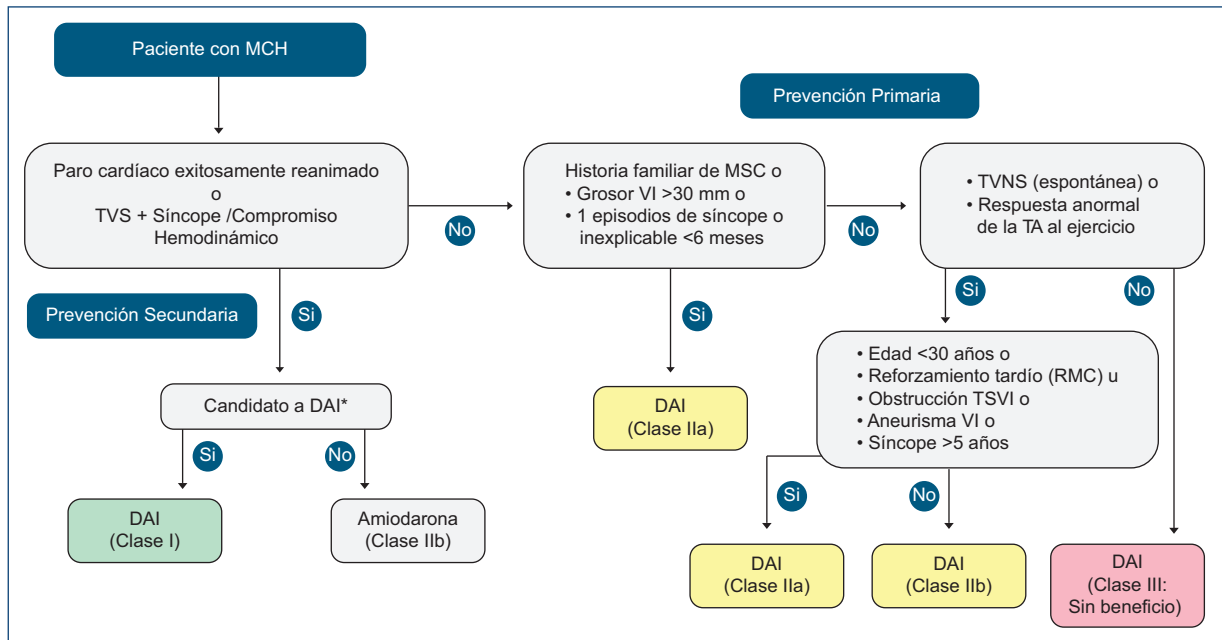 Paciente con MCH
Prevención Primaria
Paro cardíaco exitosamente reanimado
o
TVS + Síncope /Compromiso
Hemodinámico
No
Historia familiar de MSC o
• Grosor VI >30 mm o
• 1 episodios de síncope o
inexplicable <6 meses
No
• TVNS (espontánea) o
• Respuesta anormal
de la TA al ejercicio
Prevención Secundaria
Si
Si
Si
No
Candidato a DAI*
Si
No
DAI
(Clase I)
Amiodarona
(Clase IIb)
DAI
(Clase IIa)
• Edad <30 años o
• Reforzamiento tardío (RMC) u
• Obstrucción TSVI o
• Aneurisma VI o
• Síncope >5 años
Si
No
DAI
(Clase IIa)
DAI
(Clase IIb)
DAI
(Clase III:
Sin beneficio)